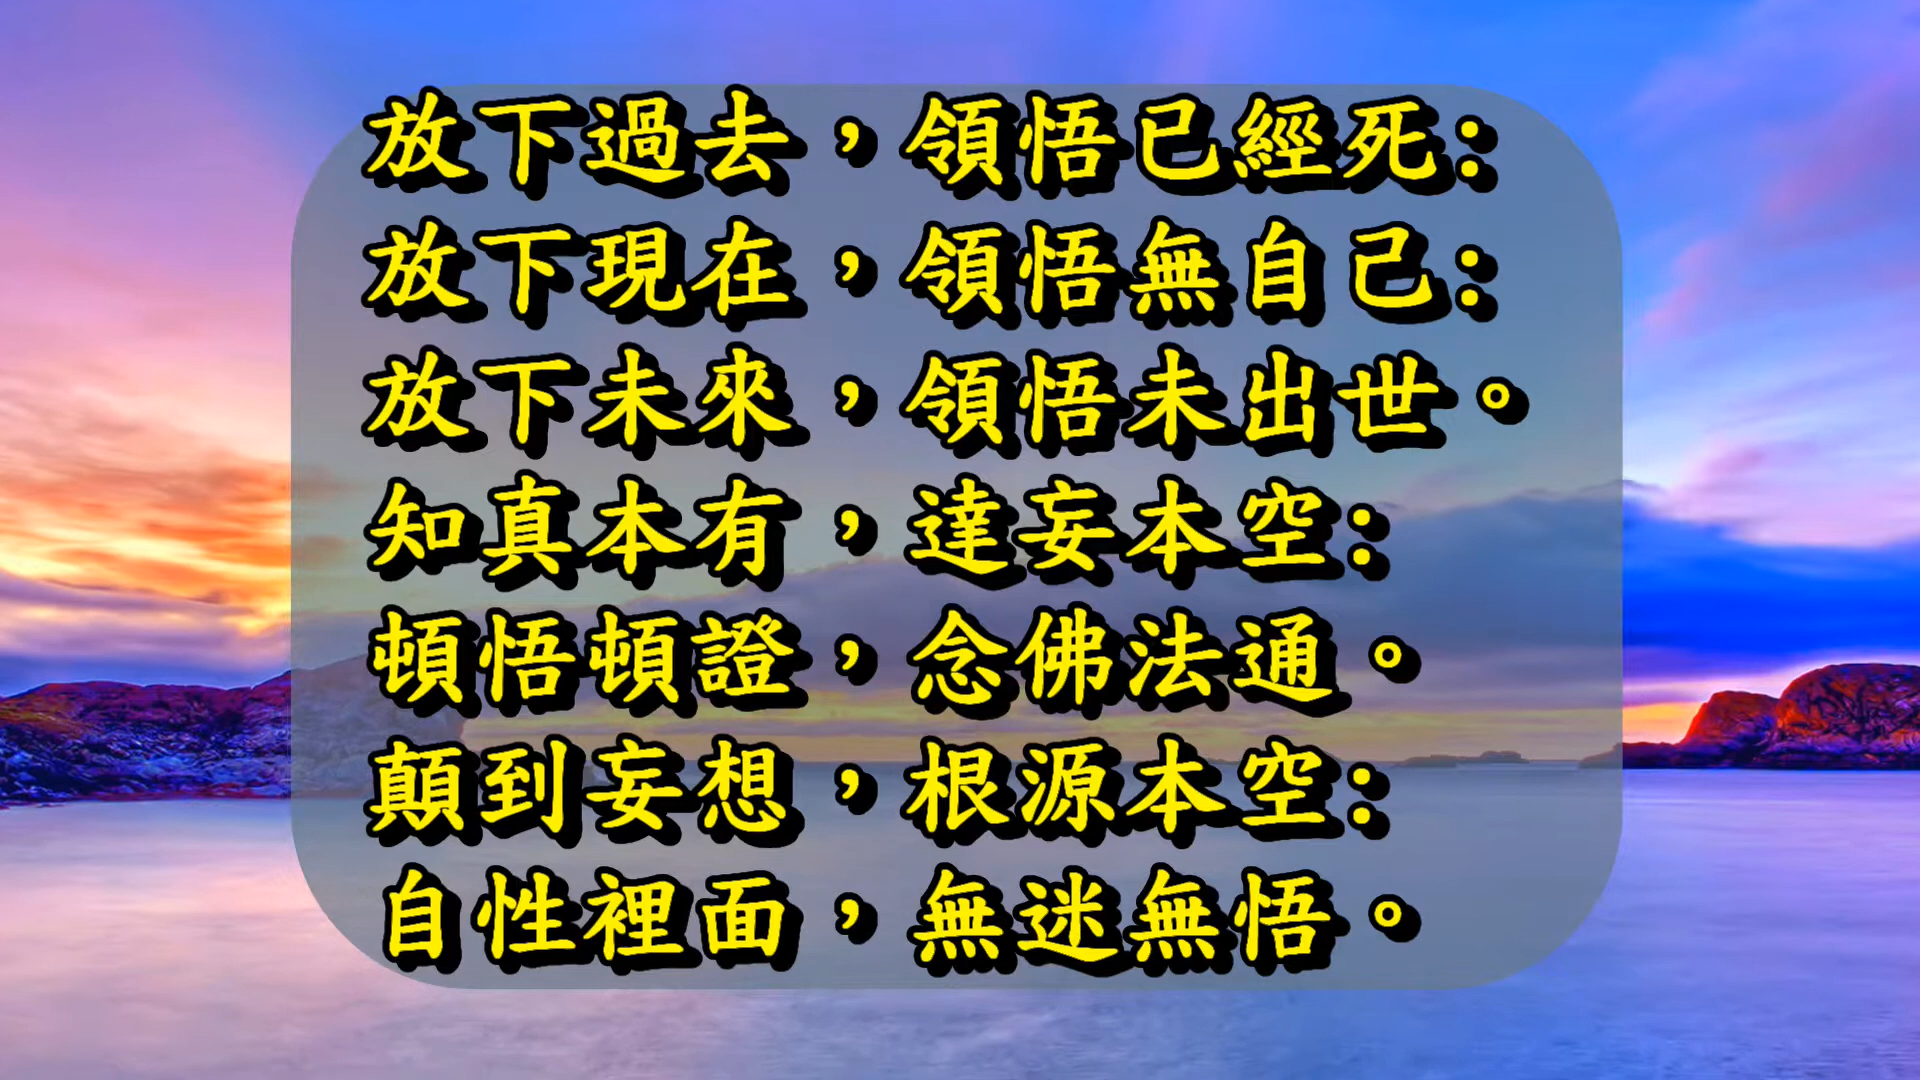 放下過去，領悟已經死:
放下現在，領悟無自己:
放下未來，領悟未出世。
知真本有，達妄本空:
頓悟頓證，念佛法通。
顛到妄想，根源本空:
自性裡面，無迷無悟。